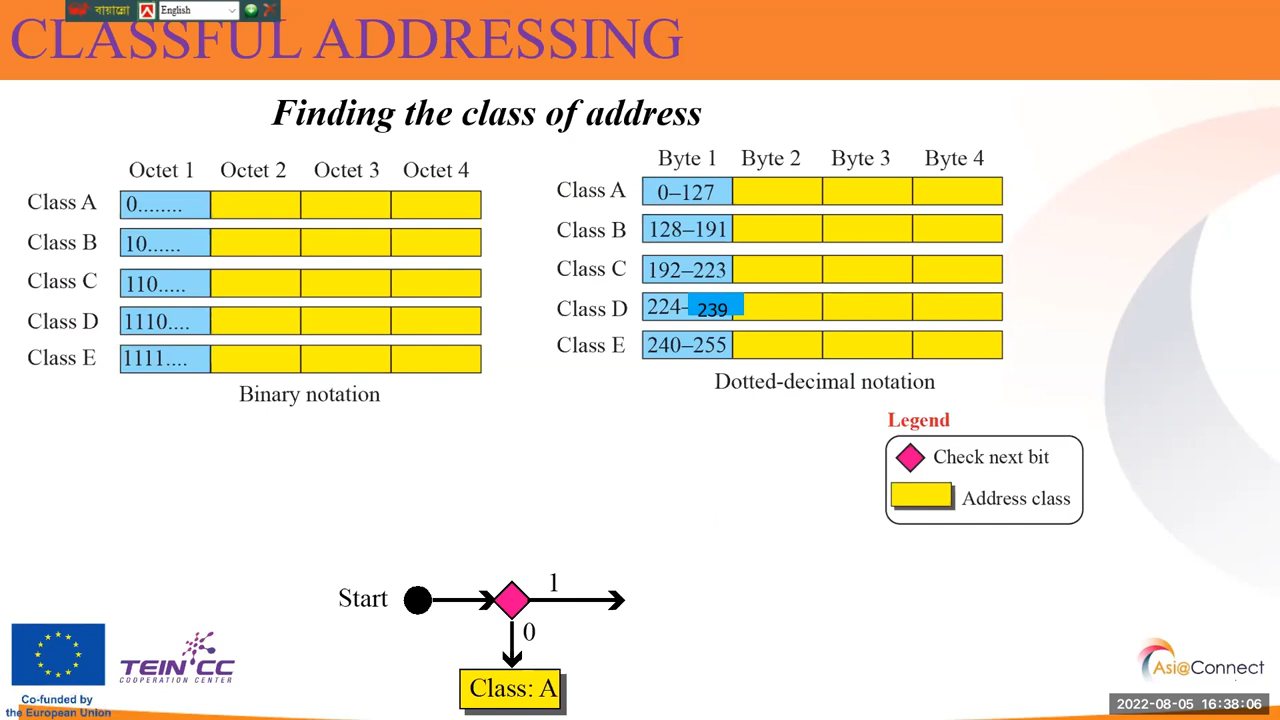 বায়ান্নো English
CLASSFUL ADDRESSING
Finding the class of address
Octet 1 Octet 2 Octet 3 Octet 4
Class A 0........
Class B 10......
Class C 110.....
Class D 1110....
Class E 1111....
Binary notation
Byte 1 Byte 2 Byte 3 Byte 4
Class A 0–127
Class B 128–191
Class C 192–223
Class D 224–239
Class E 240–255
Dotted-decimal notation
Legend
Check next bit
Address class
Start 1
0
Class: A
TEIN CC
COOPERATION CENTER
Co-funded by
the European Union
Asi@Connect
2022-08-05 16:38:06